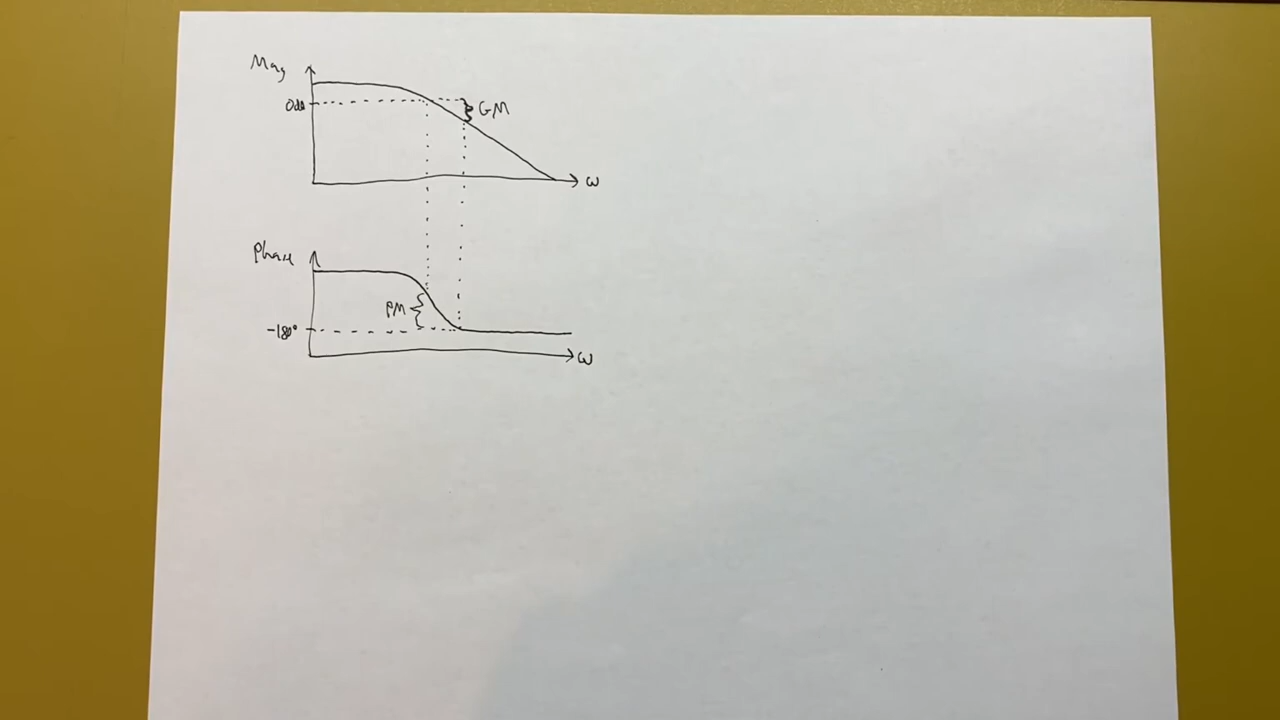 Mag
0dB
GM
ω
Phase
PM
-180°
ω